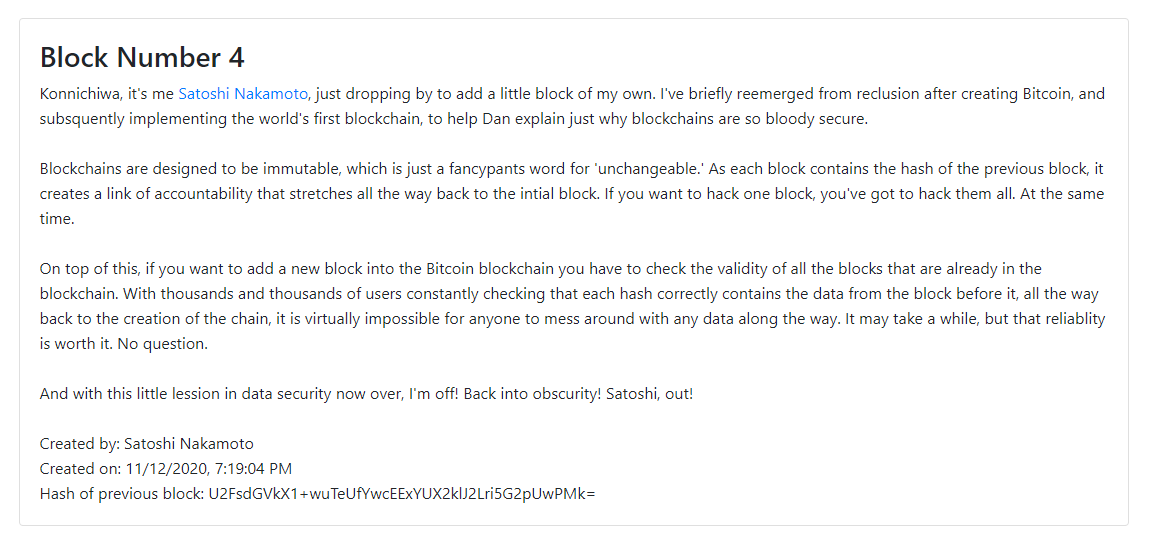 Block Number 4
Konnichiwa, it's me Satoshi Nakamoto, just dropping by to add a little block of my own. I've briefly reemerged from reclusion after creating Bitcoin, and
subsquently implementing the world's first blockchain, to help Dan explain just why blockchains are so bloody secure.
Blockchains are designed to be immutable, which is just a fancypants word for 'unchangeable.' As each block contains the hash of the previous block, it
creates a link of accountability that stretches all the way back to the intial block. If you want to hack one block, you've got to hack them all. At the same
time.
On top of this, if you want to add a new block into the Bitcoin blockchain you have to check the validity of all the blocks that are already in the
blockchain. With thousands and thousands of users constantly checking that each hash correctly contains the data from the block before it, all the way
back to the creation of the chain, it is virtually impossible for anyone to mess around with any data along the way. It may take a while, but that reliablity
is worth it. No question.
And with this little lession in data security now over, I'm off! Back into obscurity! Satoshi, out!
Created by: Satoshi Nakamoto
Created on: 11/12/2020, 7:19:04 PM
Hash of previous block: U2FsdGVkX1+wuTeUfYwcEExYUX2klJ2Lri5G2pUwPMk=